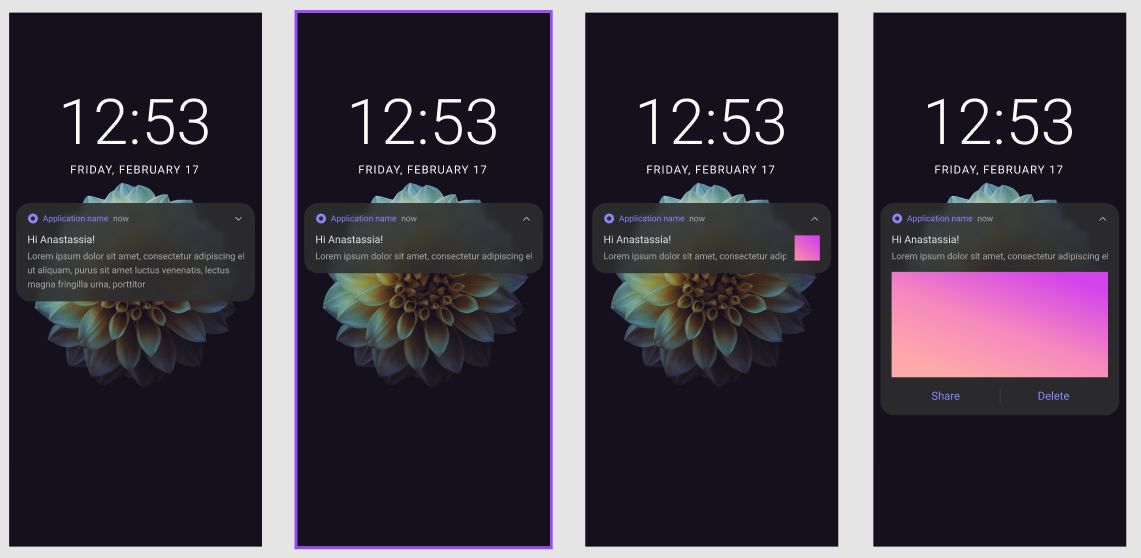 12:53
FRIDAY, FEBRUARY 17
Application name now
Hi Anastassia!
Lorem ipsum dolor sit amet, consectetur adipiscing el
ut aliquam, purus sit amet luctus venenatis, lectus
magna fringilla urna, porttitor
12:53
FRIDAY, FEBRUARY 17
Application name now
Hi Anastassia!
Lorem ipsum dolor sit amet, consectetur adipiscing el
12:53
FRIDAY, FEBRUARY 17
Application name now
Hi Anastassia!
Lorem ipsum dolor sit amet, consectetur adip
12:53
FRIDAY, FEBRUARY 17
Application name now
Hi Anastassia!
Lorem ipsum dolor sit amet, consectetur adipiscing el
Share Delete